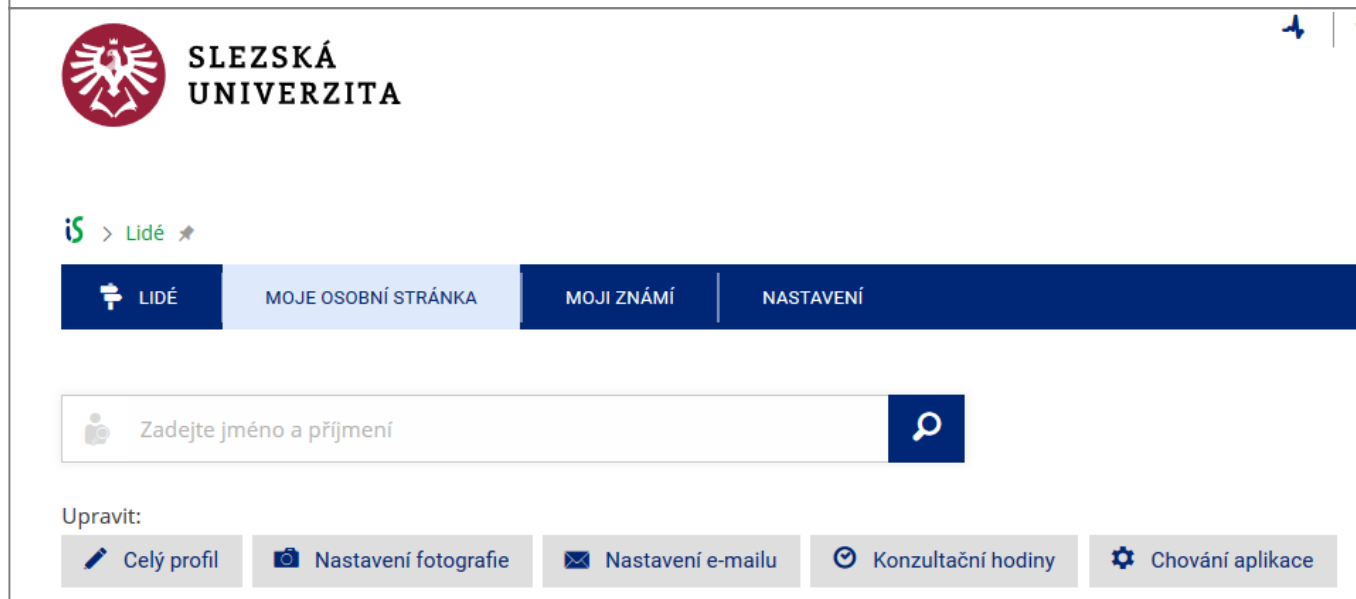 SLEZSKÁ
UNIVERZITA
iS > Lidé
LIDÉ MOJE OSOBNÍ STRÁNKA MOJI ZNÁMÍ NASTAVENÍ
Zadejte jméno a příjmení
Upravit:
Celý profil Nastavení fotografie Nastavení e-mailu Konzultační hodiny Chování aplikace